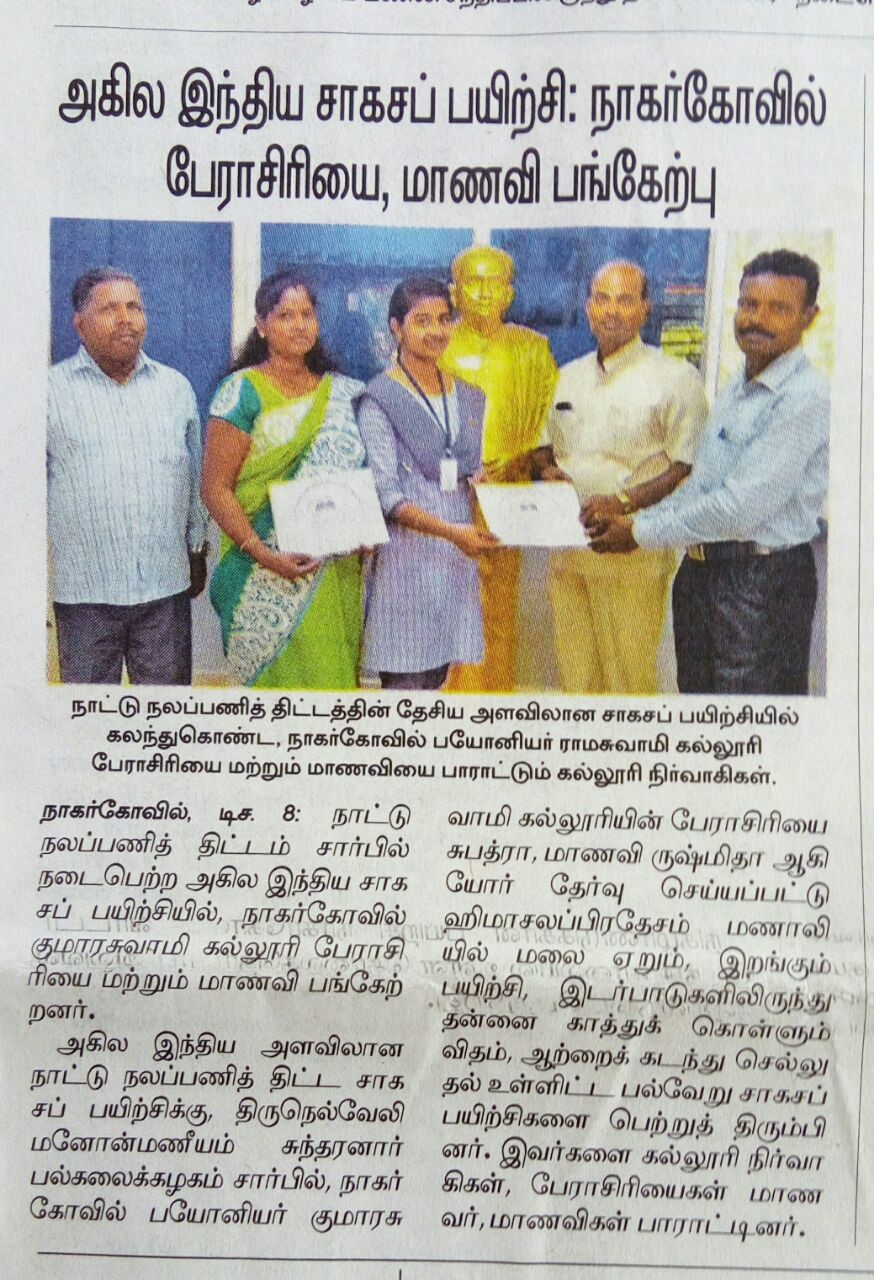 அகில இந்திய சாகசப் பயிற்சி: நாகர்கோவில்
பேராசிரியை, மாணவி பங்கேற்பு
நாட்டு நலப்பணித் திட்டத்தின் தேசிய அளவிலான சாகசப் பயிற்சியில்
கலந்துகொண்ட, நாகர்கோவில் பயோனியர் ராமசுவாமி கல்லூரி
பேராசிரியை மற்றும் மாணவியை பாராட்டும் கல்லூரி நிர்வாகிகள்.
நாகர்கோவில், டிச. 8: நாட்டு
நலப்பணித் திட்டம் சார்பில்
நடைபெற்ற அகில இந்திய சாக
சப் பயிற்சியில், நாகர்கோவில்
குமாரசுவாமி கல்லூரி பேராசி
ரியை மற்றும் மாணவி பங்கேற்
றனர்.
அகில இந்திய அளவிலான
நாட்டு நலப்பணித் திட்ட சாக
சப் பயிற்சிக்கு, திருநெல்வேலி
மனோன்மணீயம் சுந்தரனார்
பல்கலைக்கழகம் சார்பில், நாகர்
கோவில் பயோனியர் குமாரசு
வாமி கல்லூரியின் பேராசிரியை
சுபத்ரா, மாணவி ருஷ்மிதா ஆகி
யோர் தேர்வு செய்யப்பட்டு
ஹிமாசலப்பிரதேசம் மணாலி
யில் மலை ஏறும், இறங்கும்
பயிற்சி, இடர்பாடுகளிலிருந்து
தன்னை காத்துக் கொள்ளும்
விதம், ஆற்றைக் கடந்து செல்லு
தல் உள்ளிட்ட பல்வேறு சாகசப்
பயிற்சிகளை பெற்றுத் திரும்பி
னர். இவர்களை கல்லூரி நிர்வா
கிகள், பேராசிரியைகள் மாண
வர், மாணவிகள் பாராட்டினர்.